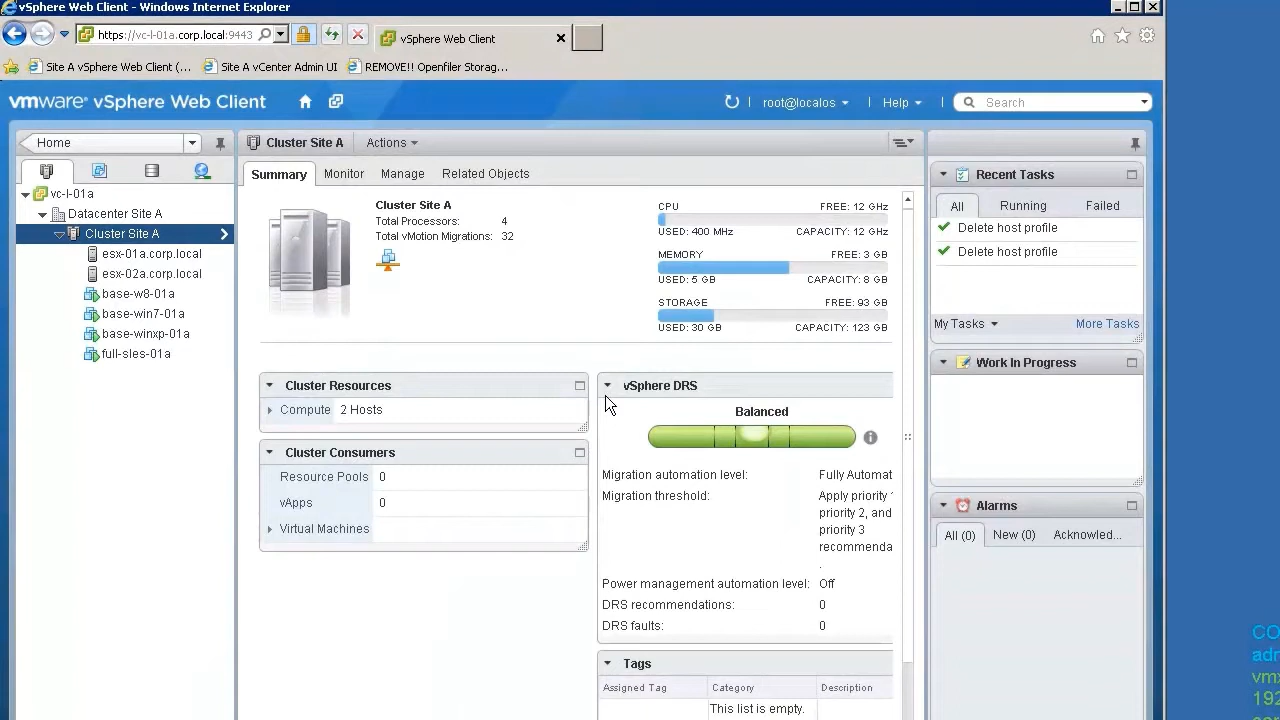 vSphere Web Client - Windows Internet Explorer
https://vc-l-01a.corp.local:9443
vSphere Web Client
Site A vSphere Web Client (...
Site A vCenter Admin UI
REMOVE!! Openfiler Storag...
vmware® vSphere Web Client
root@localos
Help
Search
Home
vc-l-01a
Datacenter Site A
Cluster Site A
esx-01a.corp.local
esx-02a.corp.local
base-w8-01a
base-win7-01a
base-winxp-01a
full-sles-01a
Cluster Site A
Actions
Summary
Monitor
Manage
Related Objects
Cluster Site A
Total Processors: 4
Total vMotion Migrations: 32
CPU FREE: 12 GHz
USED: 400 MHz CAPACITY: 12 GHz
MEMORY FREE: 3 GB
USED: 5 GB CAPACITY: 8 GB
STORAGE FREE: 93 GB
USED: 30 GB CAPACITY: 123 GB
Cluster Resources
Compute 2 Hosts
Cluster Consumers
Resource Pools 0
vApps 0
Virtual Machines
vSphere DRS
Balanced
Migration automation level: Fully Automat
Migration threshold: Apply priority 1
priority 2, and
priority 3
recommenda
.
Power management automation level: Off
DRS recommendations: 0
DRS faults: 0
Tags
Assigned Tag Category Description
This list is empty.
Recent Tasks
All Running Failed
Delete host profile
Delete host profile
My Tasks More Tasks
Work In Progress
Alarms
All (0) New (0) Acknowled...
CO
adm
vmx
192